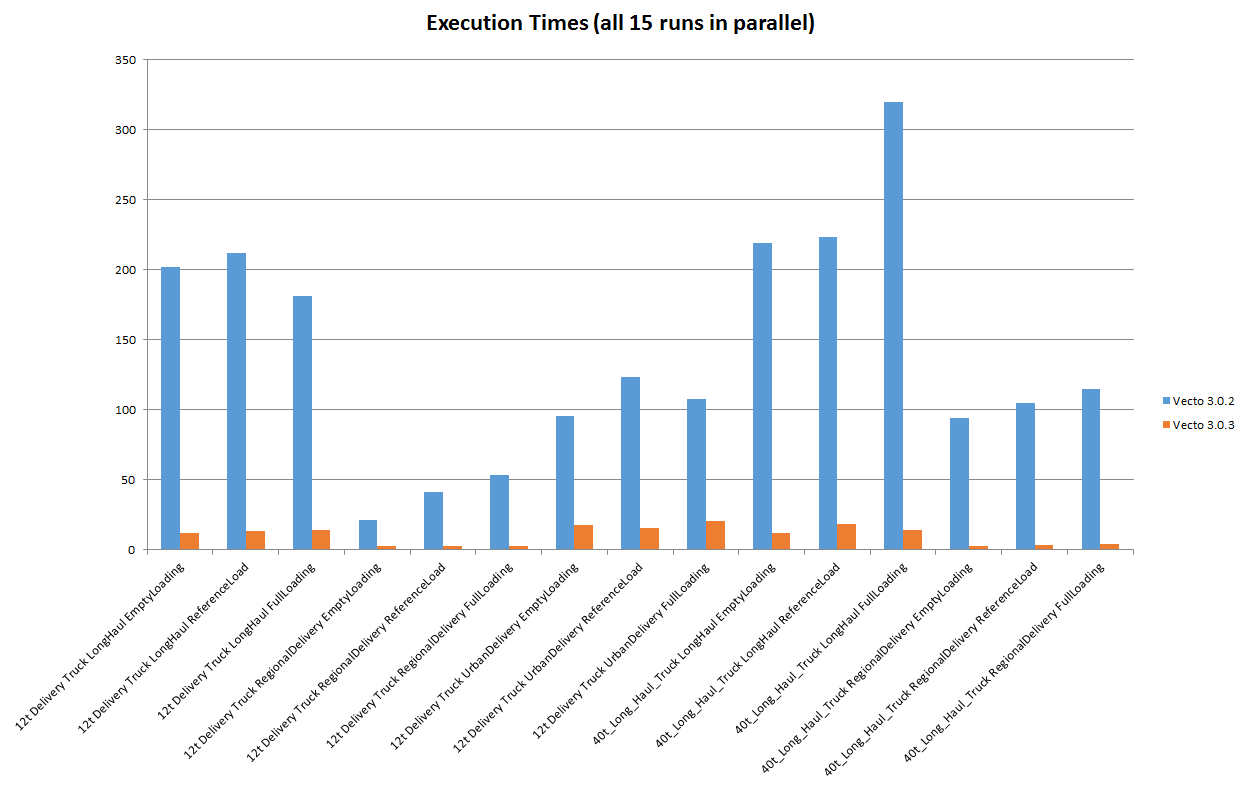 Execution Times (all 15 runs in parallel)
350
300
250
200
150
100
50
0
12t Delivery Truck LongHaul EmptyLoading
12t Delivery Truck LongHaul ReferenceLoad
12t Delivery Truck LongHaul FullLoading
12t Delivery Truck RegionalDelivery EmptyLoading
12t Delivery Truck RegionalDelivery ReferenceLoad
12t Delivery Truck RegionalDelivery FullLoading
12t Delivery Truck UrbanDelivery EmptyLoading
12t Delivery Truck UrbanDelivery ReferenceLoad
12t Delivery Truck UrbanDelivery FullLoading
40t_Long_Haul_Truck LongHaul EmptyLoading
40t_Long_Haul_Truck LongHaul ReferenceLoad
40t_Long_Haul_Truck LongHaul FullLoading
40t_Long_Haul_Truck RegionalDelivery EmptyLoading
40t_Long_Haul_Truck RegionalDelivery ReferenceLoad
40t_Long_Haul_Truck RegionalDelivery FullLoading
Vecto 3.0.2
Vecto 3.0.3